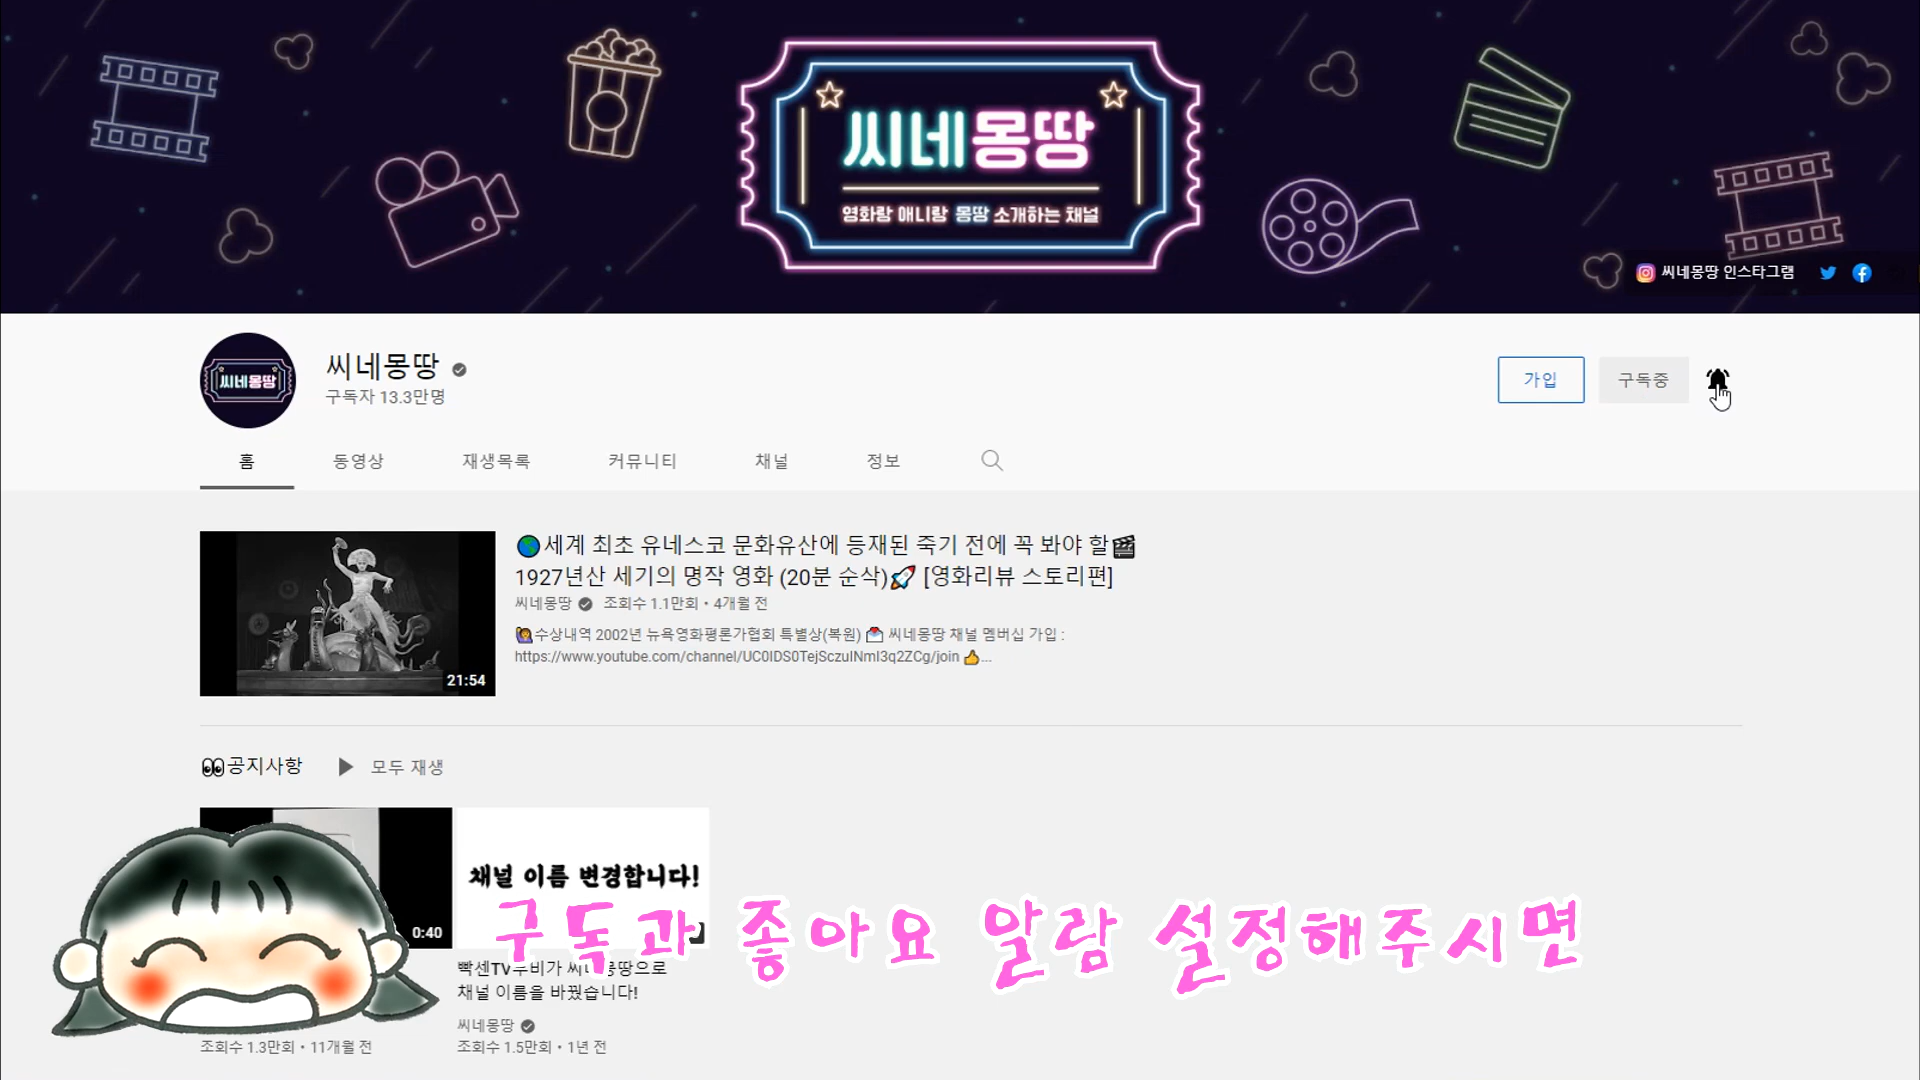 씨네몽땅
영화랑 애니랑 몽땅 소개하는 채널
씨네몽땅 인스타그램
씨네몽땅
씨네몽땅
구독자 13.3만명
가입
구독중
홈
동영상
재생목록
커뮤니티
채널
정보
세계 최초 유네스코 문화유산에 등재된 죽기 전에 꼭 봐야 할
1927년산 세기의 명작 영화 (20분 순삭) [영화리뷰 스토리편]
씨네몽땅 조회수 1.1만회 • 4개월 전
수상내역 2002년 뉴욕영화평론가협회 특별상(복원) 씨네몽땅 채널 멤버십 가입 :
https://www.youtube.com/channel/UC0IDS0TejSczuINmI3q2ZCg/join ...
21:54
공지사항
모두 재생
0:40
채널 이름 변경합니다!
구독과 좋아요 알람 설정해주시면
채널 이름을 바꿨습니다!
씨네몽땅
조회수 1.3만회 • 11개월 전
조회수 1.5만회 • 1년 전